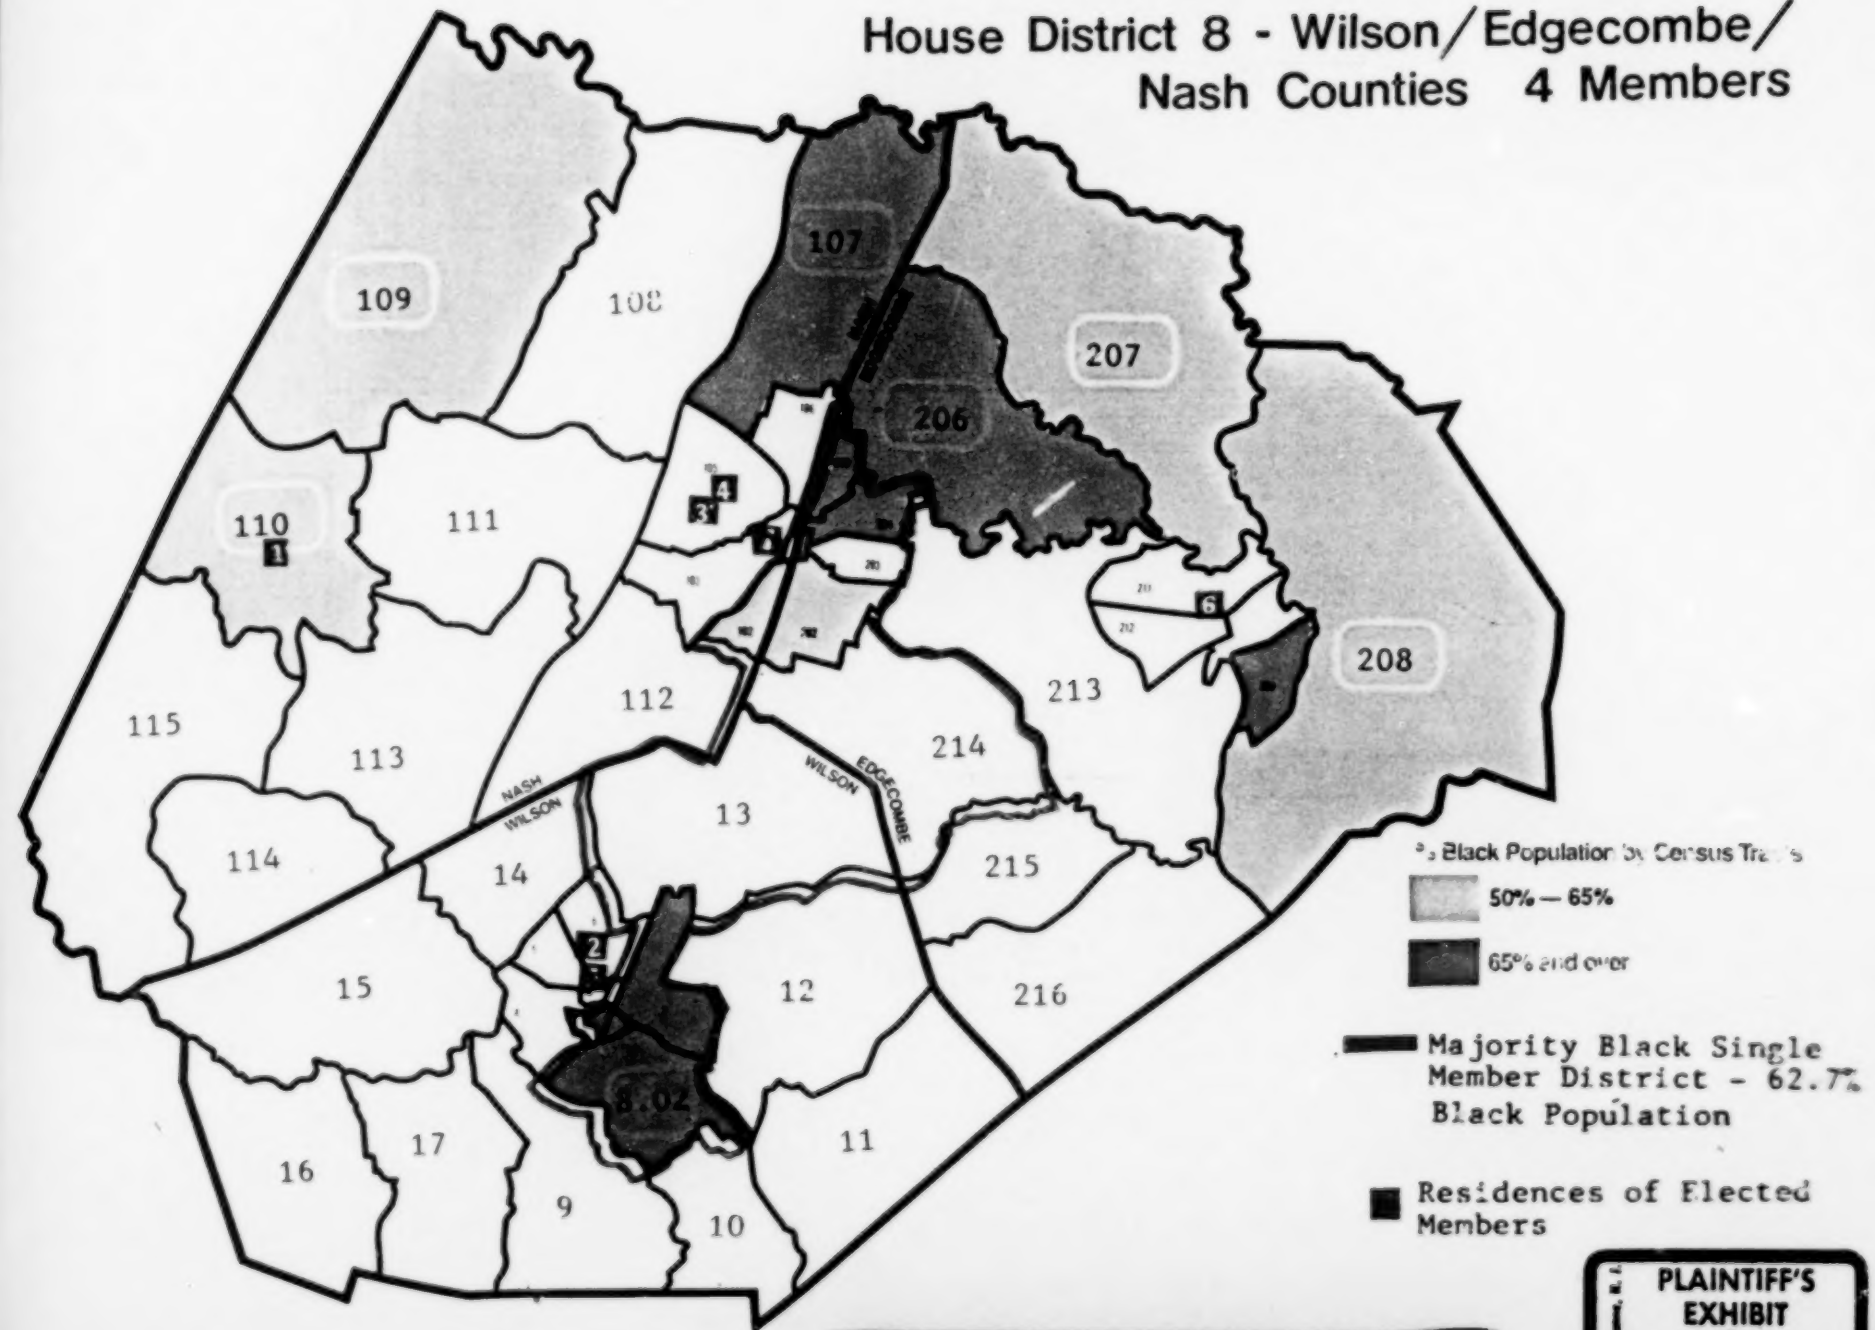 House District 8 - Wilson/Edgecombe/
Nash Counties 4 Members
107
109
108
207
206
4
3
110
1
111
6
212
208
202
112
213
115
113
214
NASH
WILSON
WILSON
EDGECOMBE
13
114
14
215
2
15
12
216
8.02
16
17
11
9
10
Black Population by Census
50% — 65%
65% and over
Majority Black Single
Member District - 62.7%
Black Population
Residences of Elected
Members
PLAINTIFF'S
EXHIBIT